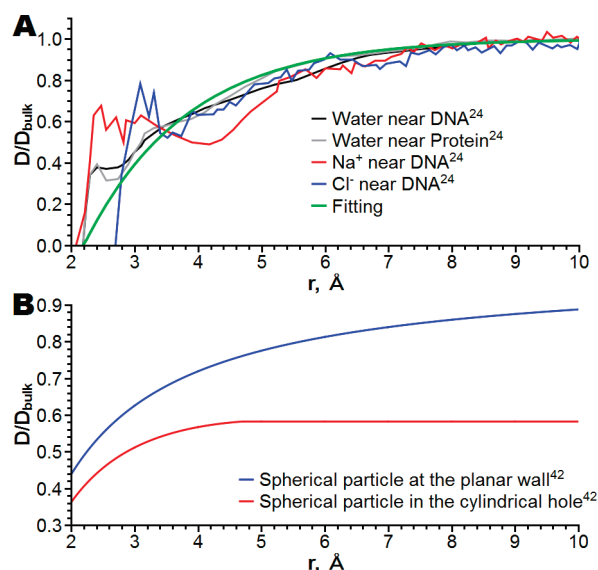 A
D/D_bulk
1.0
0.8
0.6
0.4
0.2
0.0
Water near DNA²⁴
Water near Protein²⁴
Na⁺ near DNA²⁴
Cl⁻ near DNA²⁴
Fitting
2 3 4 5 6 7 8 9 10
r, Å
B
D/D_bulk
0.9
0.8
0.7
0.6
0.5
0.4
0.3
Spherical particle at the planar wall⁴²
Spherical particle in the cylindrical hole⁴²
2 3 4 5 6 7 8 9 10
r, Å